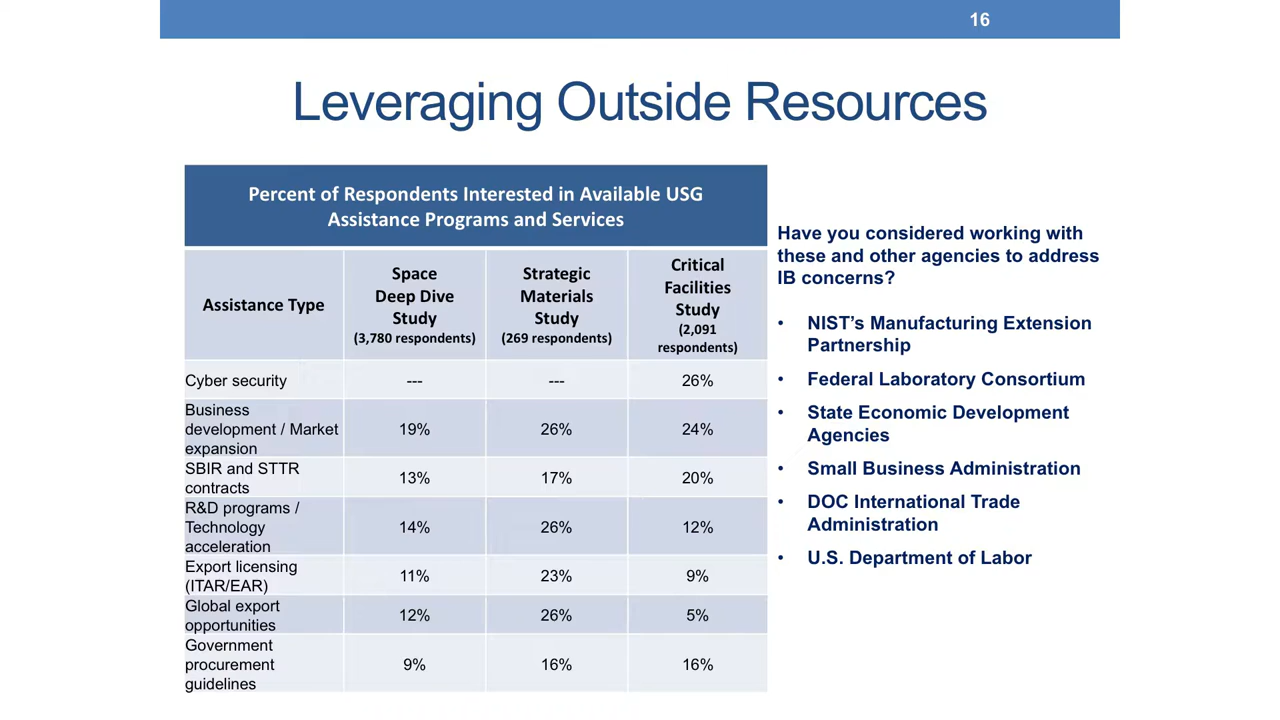 16
Leveraging Outside Resources
Percent of Respondents Interested in Available USG
Assistance Programs and Services
Assistance Type
Space
Deep Dive
Study
(3,780 respondents)
Strategic
Materials
Study
(269 respondents)
Critical
Facilities
Study
(2,091
respondents)
Cyber security
---
---
26%
Business
development / Market
expansion
19%
26%
24%
SBIR and STTR
contracts
13%
17%
20%
R&D programs /
Technology
acceleration
14%
26%
12%
Export licensing
(ITAR/EAR)
11%
23%
9%
Global export
opportunities
12%
26%
5%
Government
procurement
guidelines
9%
16%
16%
Have you considered working with
these and other agencies to address
IB concerns?
• NIST’s Manufacturing Extension
Partnership
• Federal Laboratory Consortium
• State Economic Development
Agencies
• Small Business Administration
• DOC International Trade
Administration
• U.S. Department of Labor